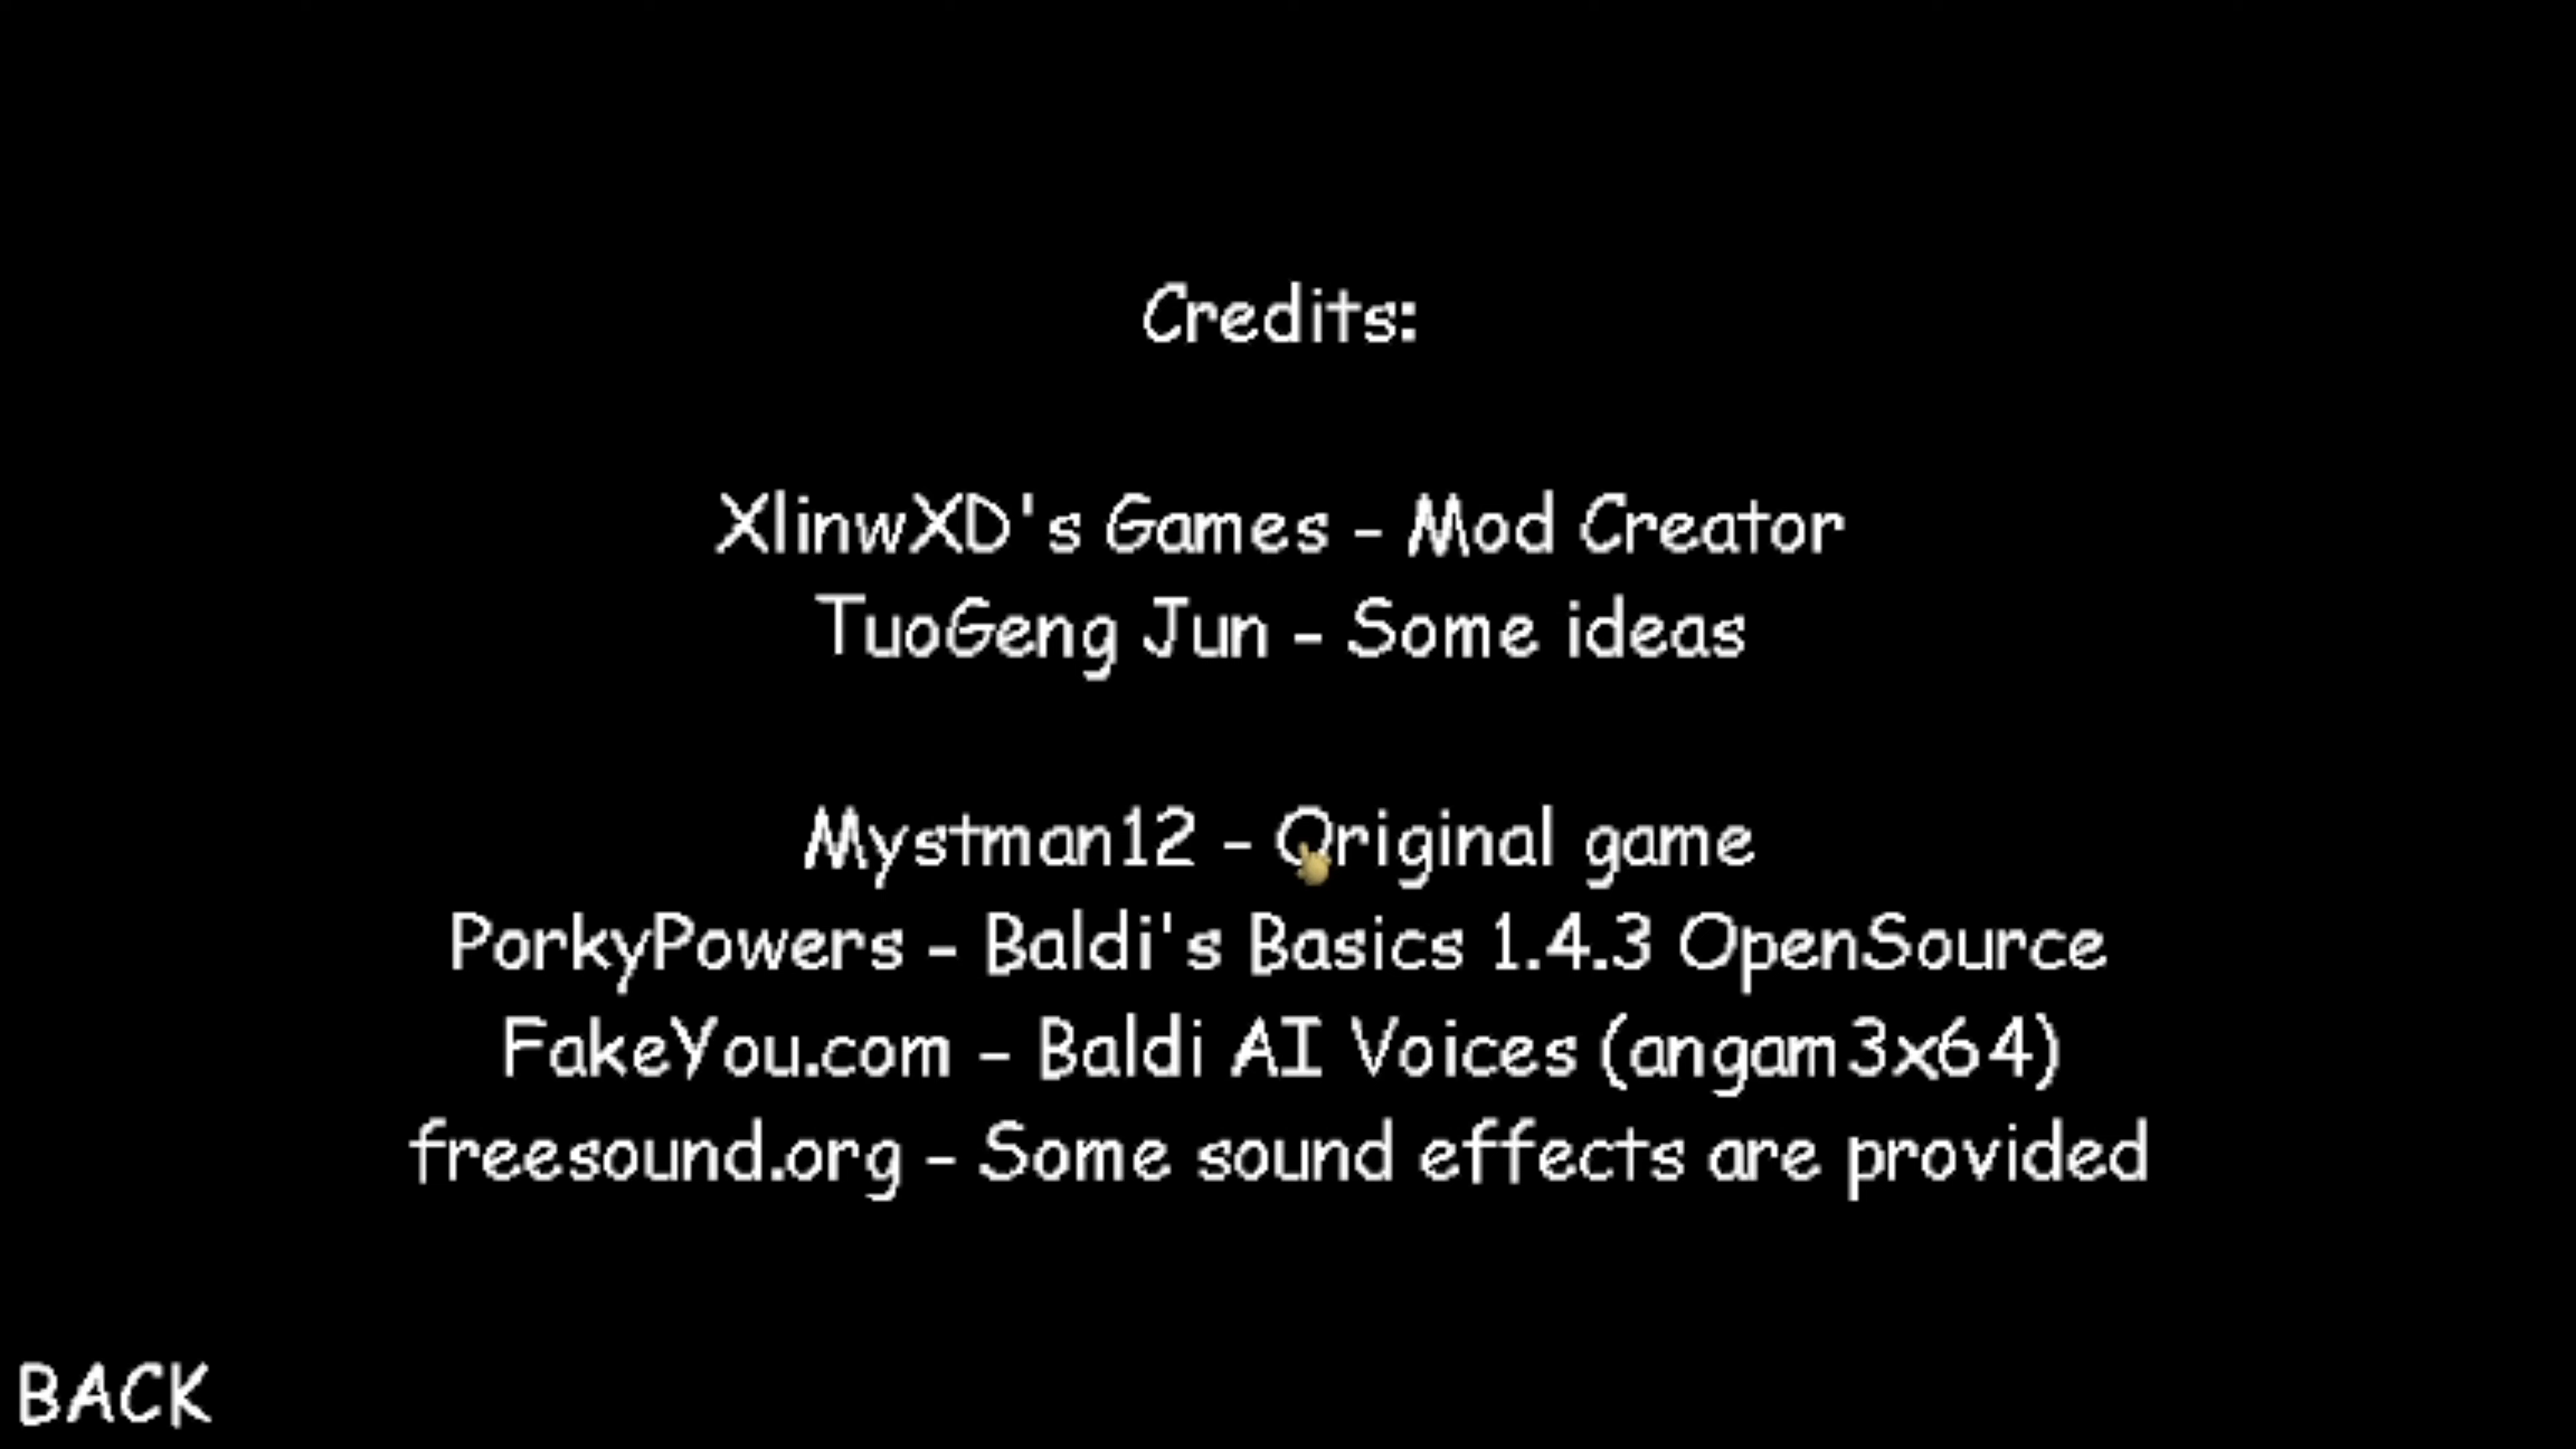 Credits:
XlinwXD's Games - Mod Creator
TuoGeng Jun - Some ideas
Mystman12 - Original game
PorkyPowers - Baldi's Basics 1.4.3 OpenSource
FakeYou.com - Baldi AI Voices (angam3x64)
freesound.org - Some sound effects are provided
BACK